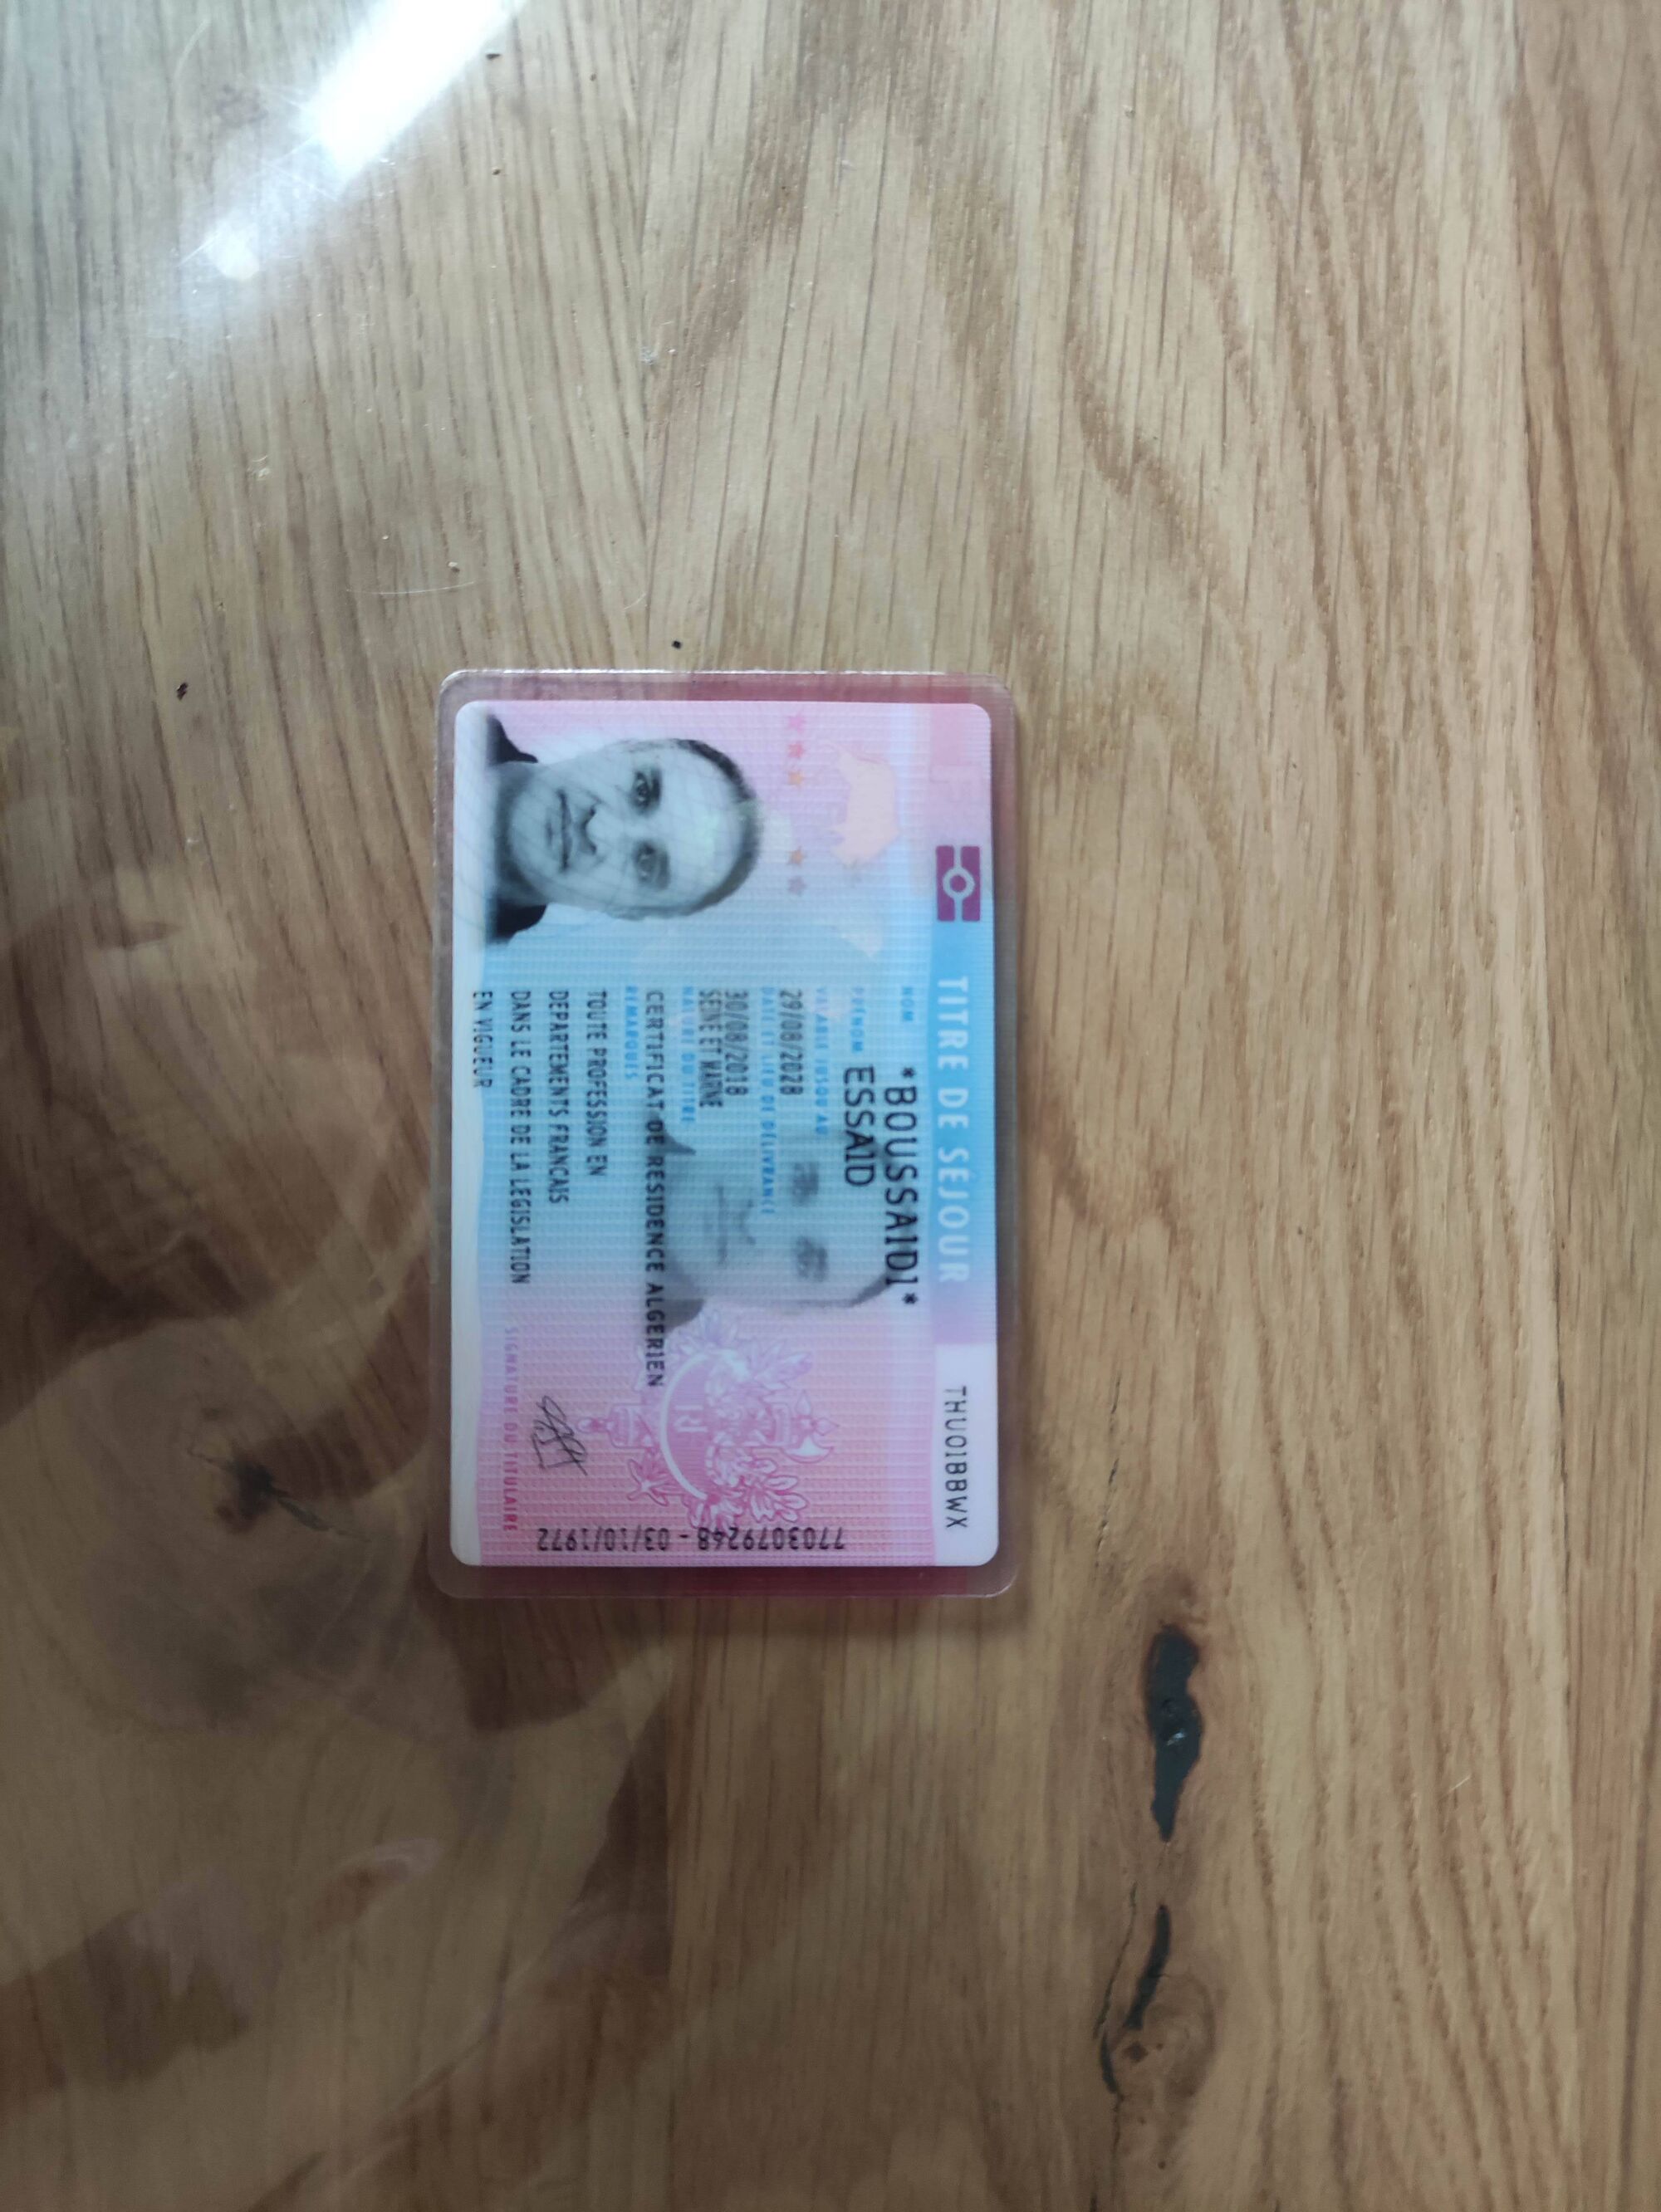 TITRE DE SÉJOUR THU01BBWX
NOM *BOUSSAIDI*
PRÉNOM ESSAID
VALABLE JUSQU'AU
29/08/2028
DATE ET LIEU DE DÉLIVRANCE
30/08/2018
SEINE ET MARNE
NATURE DU TITRE
CERTIFICAT DE RESIDENCE ALGERIEN
REMARQUES
TOUTE PROFESSION EN
DEPARTEMENTS FRANCAIS
DANS LE CADRE DE LA LEGISLATION
EN VIGUEUR
SIGNATURE DU TITULAIRE
7703079268 - 03/10/1972